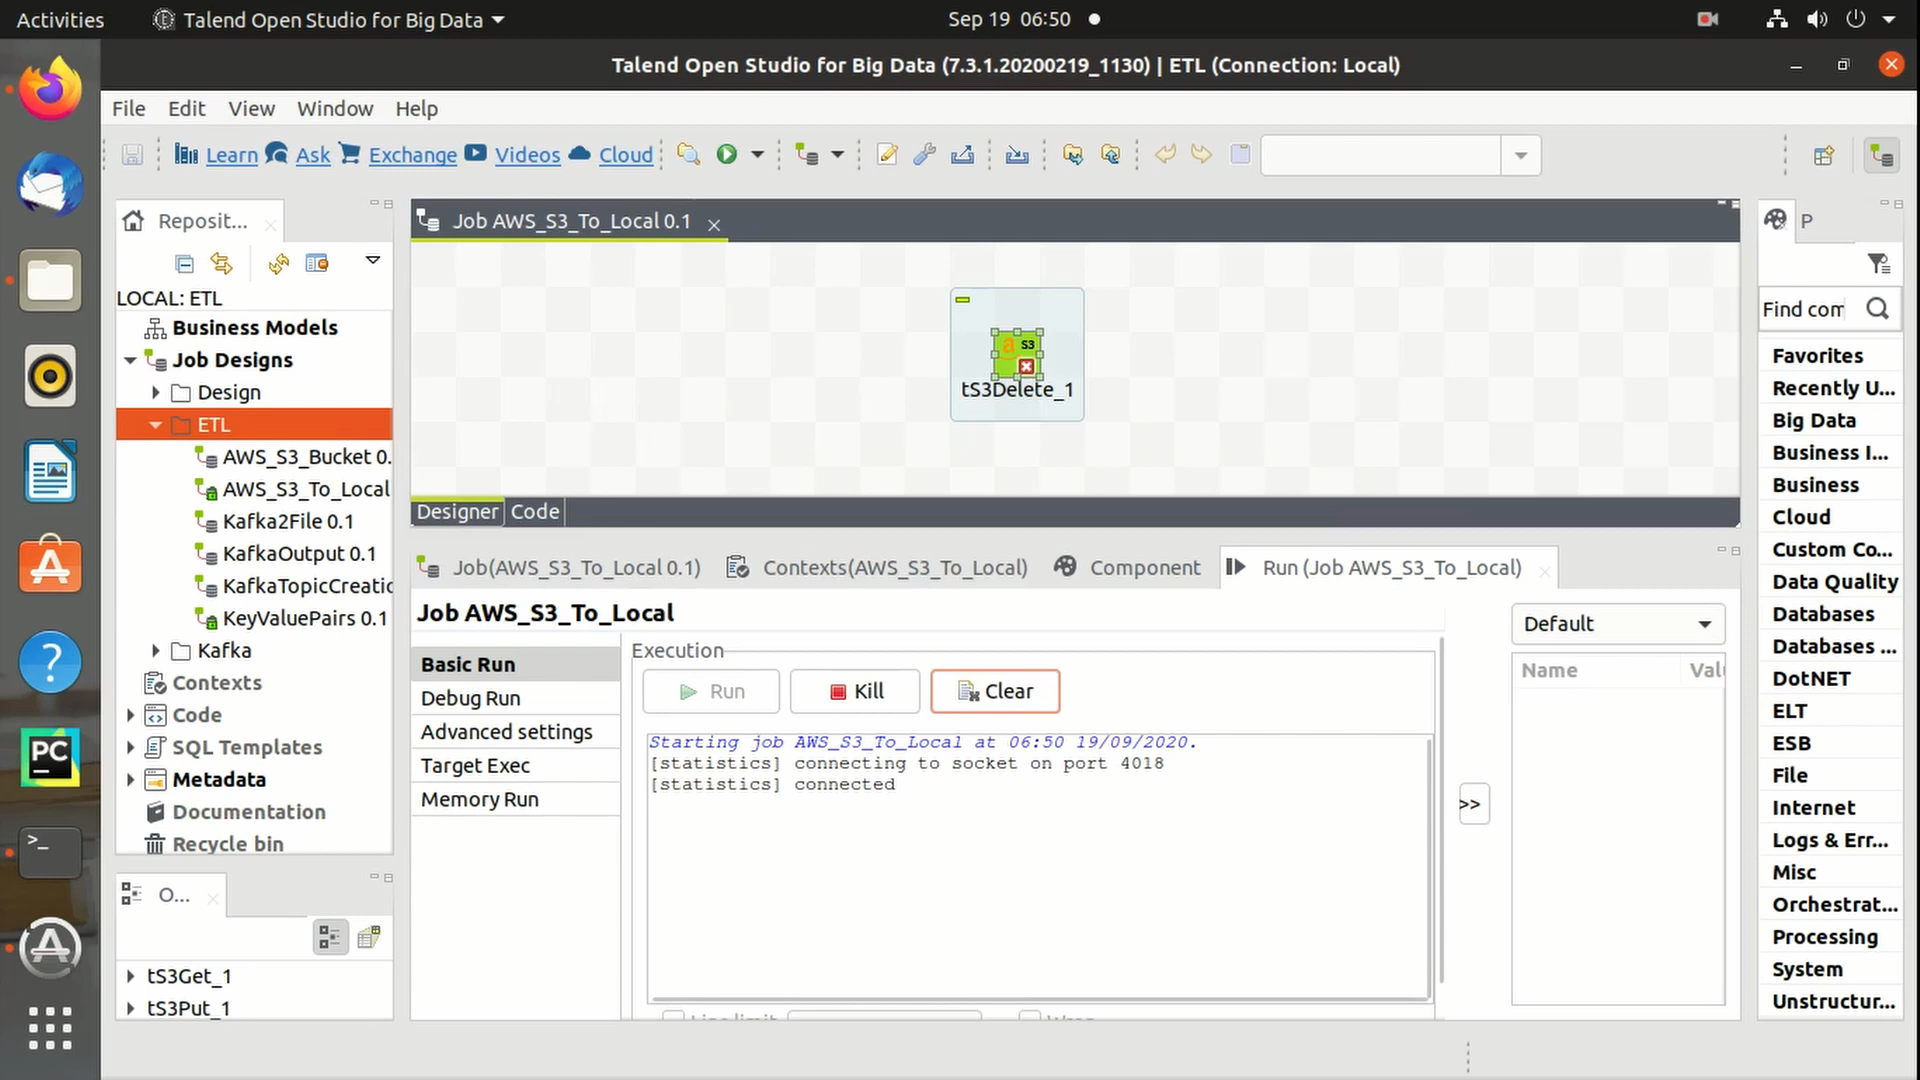 Activities
Talend Open Studio for Big Data
Sep 19 06:50
Talend Open Studio for Big Data (7.3.1.20200219_1130) | ETL (Connection: Local)
File Edit View Window Help
Learn Ask Exchange Videos Cloud
Reposit...
LOCAL: ETL
Business Models
Job Designs
Design
ETL
AWS_S3_Bucket 0.
AWS_S3_To_Local
Kafka2File 0.1
KafkaOutput 0.1
KafkaTopicCreatio
KeyValuePairs 0.1
Kafka
Contexts
Code
SQL Templates
Metadata
Documentation
Recycle bin
O...
tS3Get_1
tS3Put_1
Job AWS_S3_To_Local 0.1
a S3
tS3Delete_1
Designer Code
Job(AWS_S3_To_Local 0.1)
Contexts(AWS_S3_To_Local)
Component
Run (Job AWS_S3_To_Local)
Job AWS_S3_To_Local
Basic Run
Debug Run
Advanced settings
Target Exec
Memory Run
Execution
Run
Kill
Clear
Starting job AWS_S3_To_Local at 06:50 19/09/2020.
[statistics] connecting to socket on port 4018
[statistics] connected
>>
Default
Name Valu
P
Find com
Favorites
Recently U...
Big Data
Business I...
Business
Cloud
Custom Co...
Data Quality
Databases
Databases ...
DotNET
ELT
ESB
File
Internet
Logs & Err...
Misc
Orchestrat...
Processing
System
Unstructur...
PC